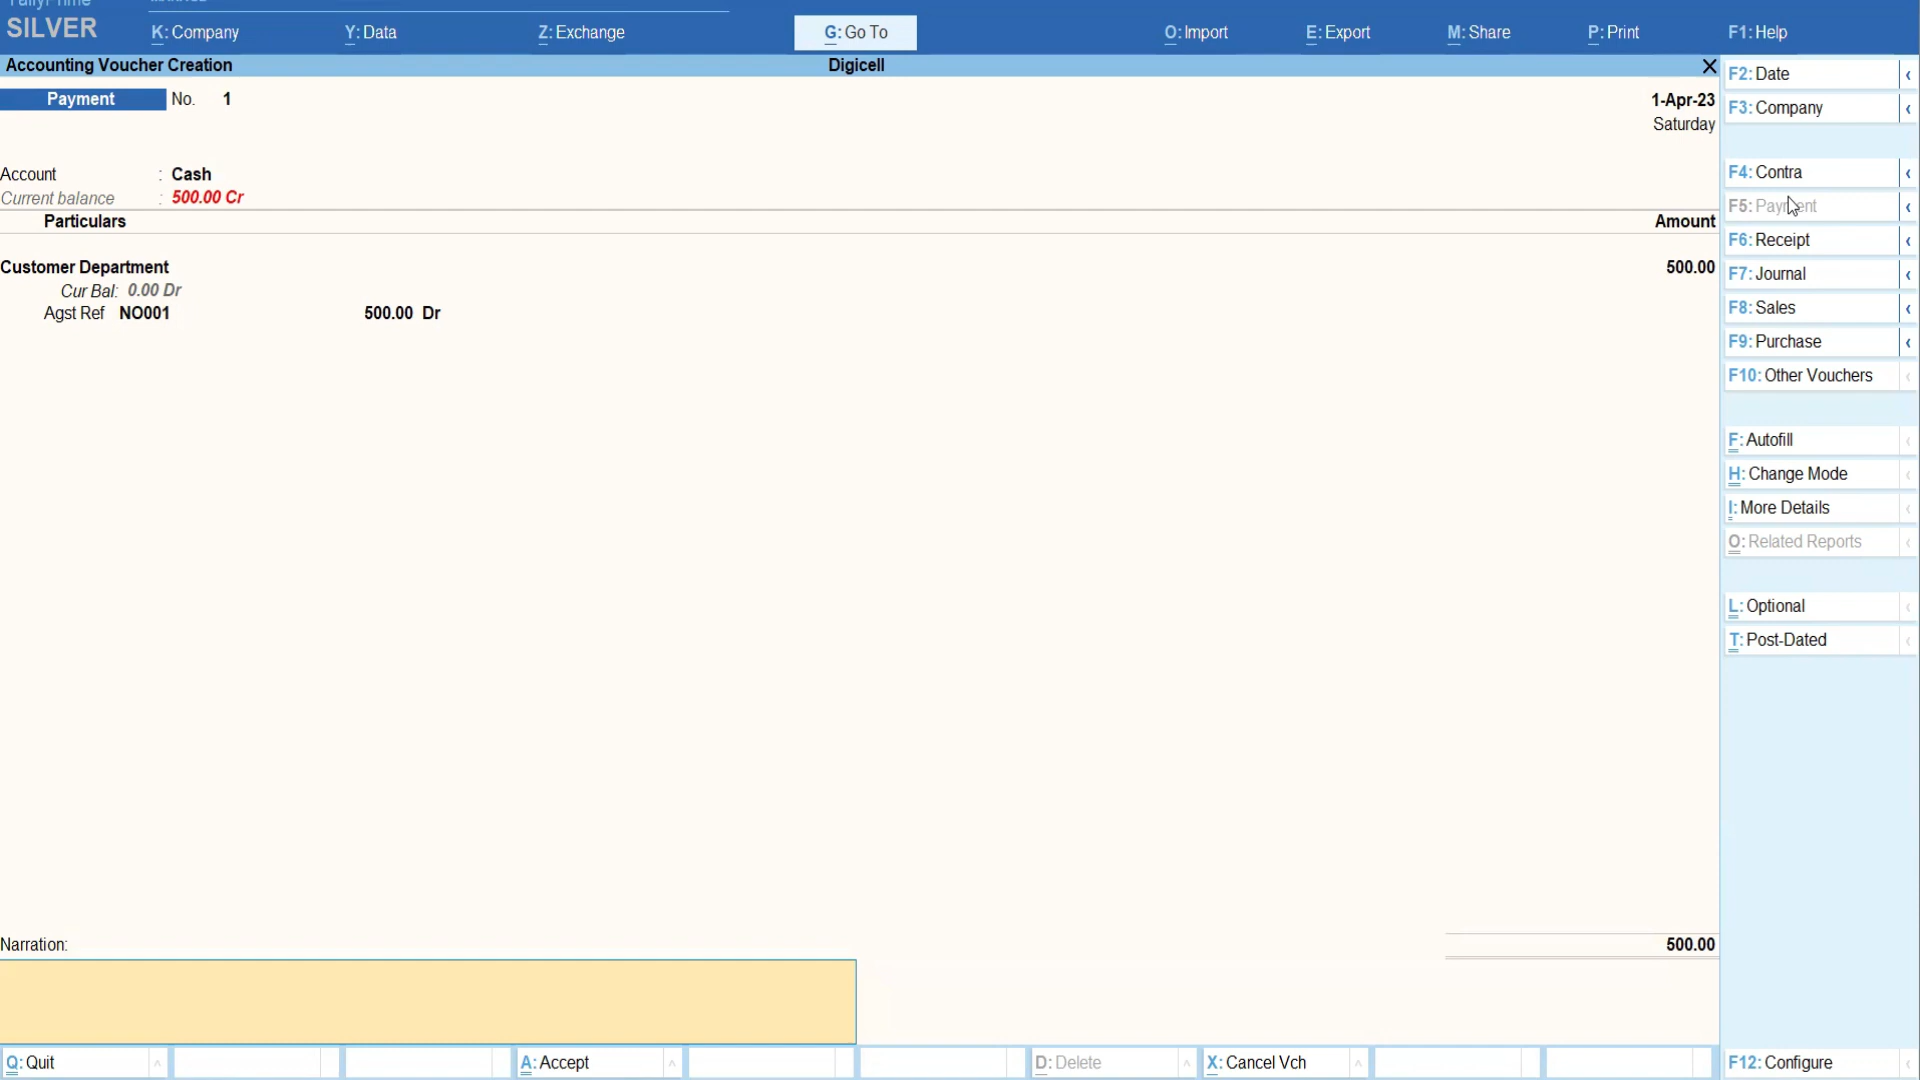 TallyPrime
SILVER
K: Company
Y: Data
Z: Exchange
G: Go To
O: Import
E: Export
M: Share
P: Print
F1: Help
Accounting Voucher Creation
Digicell
X
Payment No. 1
1-Apr-23
Saturday
Account : Cash
Current balance : 500.00 Cr
Particulars
Amount
Customer Department
500.00
Cur Bal: 0.00 Dr
Agst Ref NO001 500.00 Dr
Narration:
500.00
F2: Date
F3: Company
F4: Contra
F5: Payment
F6: Receipt
F7: Journal
F8: Sales
F9: Purchase
F10: Other Vouchers
F: Autofill
H: Change Mode
I: More Details
O: Related Reports
L: Optional
T: Post-Dated
Q: Quit
A: Accept
D: Delete
X: Cancel Vch
F12: Configure